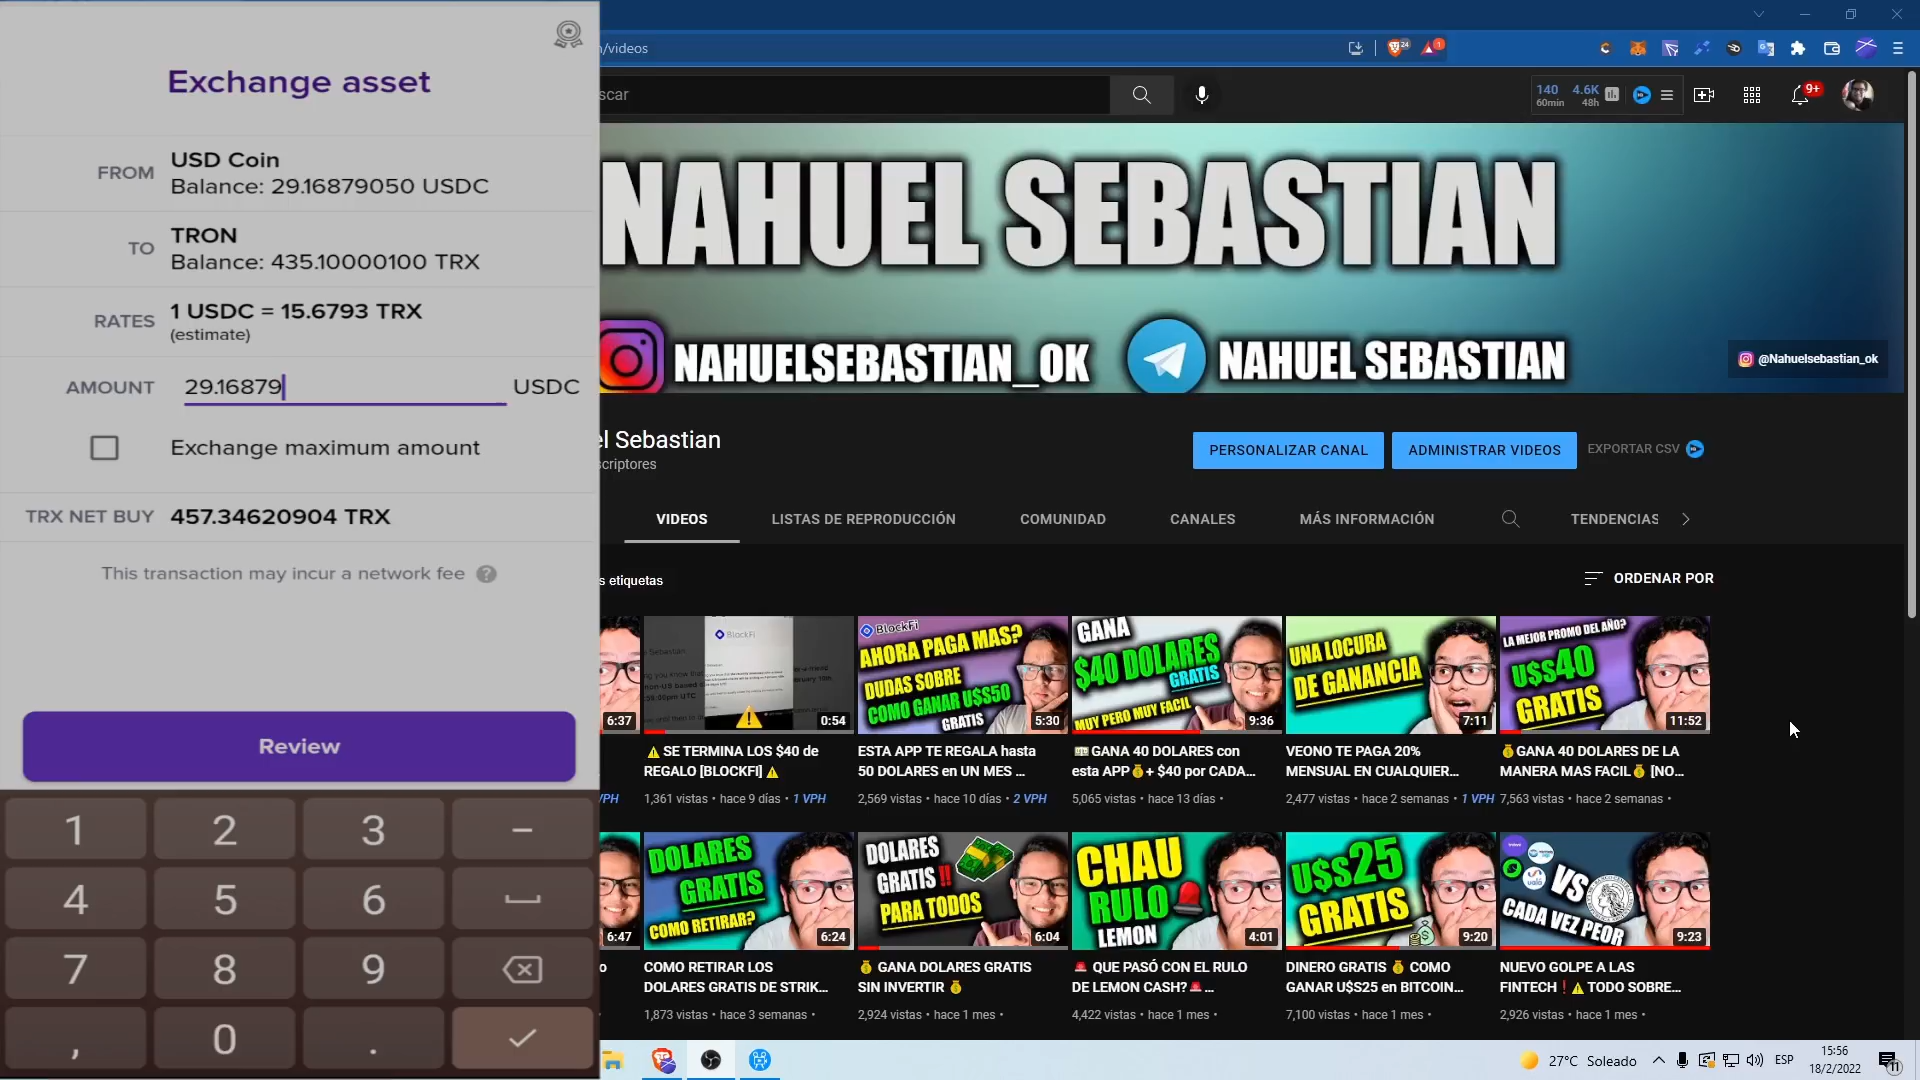 Exchange asset
FROM
USD Coin
Balance: 29.16879050 USDC
TO
TRON
Balance: 435.10000100 TRX
RATES
1 USDC = 15.6793 TRX
(estimate)
AMOUNT
29.16879
USDC
Exchange maximum amount
TRX NET BUY
457.34620904 TRX
This transaction may incur a network fee ?
Review
1 2 3 –
4 5 6
7 8 9
, 0 .
/videos
24
1
scar
140
60min
4.6K
48h
9+
NAHUEL SEBASTIAN
NAHUELSEBASTIAN_OK
NAHUEL SEBASTIAN
@Nahuelsebastian_ok
el Sebastian
scriptores
PERSONALIZAR CANAL
ADMINISTRAR VIDEOS
EXPORTAR CSV
VIDEOS
LISTAS DE REPRODUCCIÓN
COMUNIDAD
CANALES
MÁS INFORMACIÓN
TENDENCIAS
s etiquetas
ORDENAR POR
6:37
BlockFi
0:54
BlockFi
AHORA PAGA MAS?
DUDAS SOBRE
COMO GANAR U$S50
GRATIS
5:30
GANA
$40 DOLARES
GRATIS
MUY PERO MUY FACIL
9:36
UNA LOCURA
DE GANANCIA
7:11
LA MEJOR PROMO DEL AÑO?
U$S40
GRATIS
11:52
VPH
⚠️SE TERMINA LOS $40 de
REGALO [BLOCKFI] ⚠️
1,361 vistas • hace 9 días • 1 VPH
ESTA APP TE REGALA hasta
50 DOLARES en UN MES ...
2,569 vistas • hace 10 días • 2 VPH
💵GANA 40 DOLARES con
esta APP💰+ $40 por CADA...
5,065 vistas • hace 13 días •
VEONO TE PAGA 20%
MENSUAL EN CUALQUIER...
2,477 vistas • hace 2 semanas • 1 VPH
💰GANA 40 DOLARES DE LA
MANERA MAS FACIL💰 [NO...
7,563 vistas • hace 2 semanas •
6:47
DOLARES
GRATIS
COMO RETIRAR?
6:24
DOLARES
GRATIS‼️
PARA TODOS
6:04
CHAU
RULO
LEMON
4:01
U$S25
GRATIS
9:20
VS
CADA VEZ PEOR
9:23
o
COMO RETIRAR LOS
DOLARES GRATIS DE STRIK...
1,873 vistas • hace 3 semanas •
💰 GANA DOLARES GRATIS
SIN INVERTIR 💰
2,924 vistas • hace 1 mes •
🚨 QUE PASÓ CON EL RULO
DE LEMON CASH?🚨...
4,422 vistas • hace 1 mes •
DINERO GRATIS 💰 COMO
GANAR U$S25 en BITCOIN...
7,100 vistas • hace 1 mes •
NUEVO GOLPE A LAS
FINTECH❗⚠️ TODO SOBRE...
2,926 vistas • hace 1 mes •
27°C Soleado
ESP
15:56
18/2/2022
11